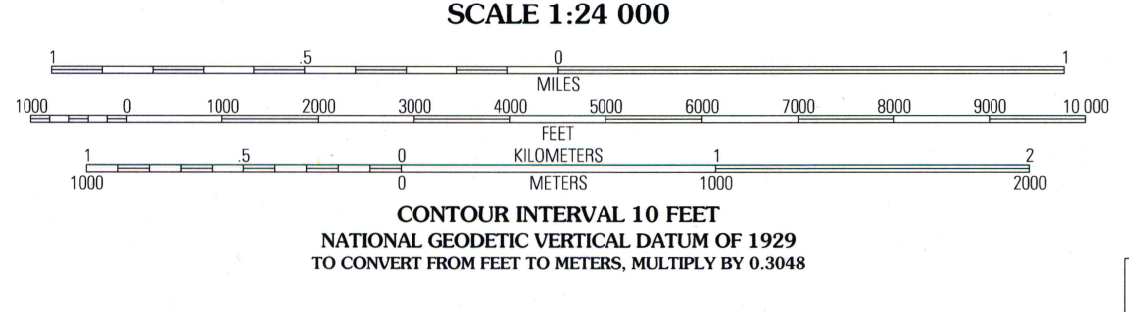 SCALE 1:24 000
1 .5 0 1
MILES
1000 0 1000 2000 3000 4000 5000 6000 7000 8000 9000 10 000
FEET
1 .5 0 KILOMETERS 1 2
1000 0 METERS 1000 2000
CONTOUR INTERVAL 10 FEET
NATIONAL GEODETIC VERTICAL DATUM OF 1929
TO CONVERT FROM FEET TO METERS, MULTIPLY BY 0.3048